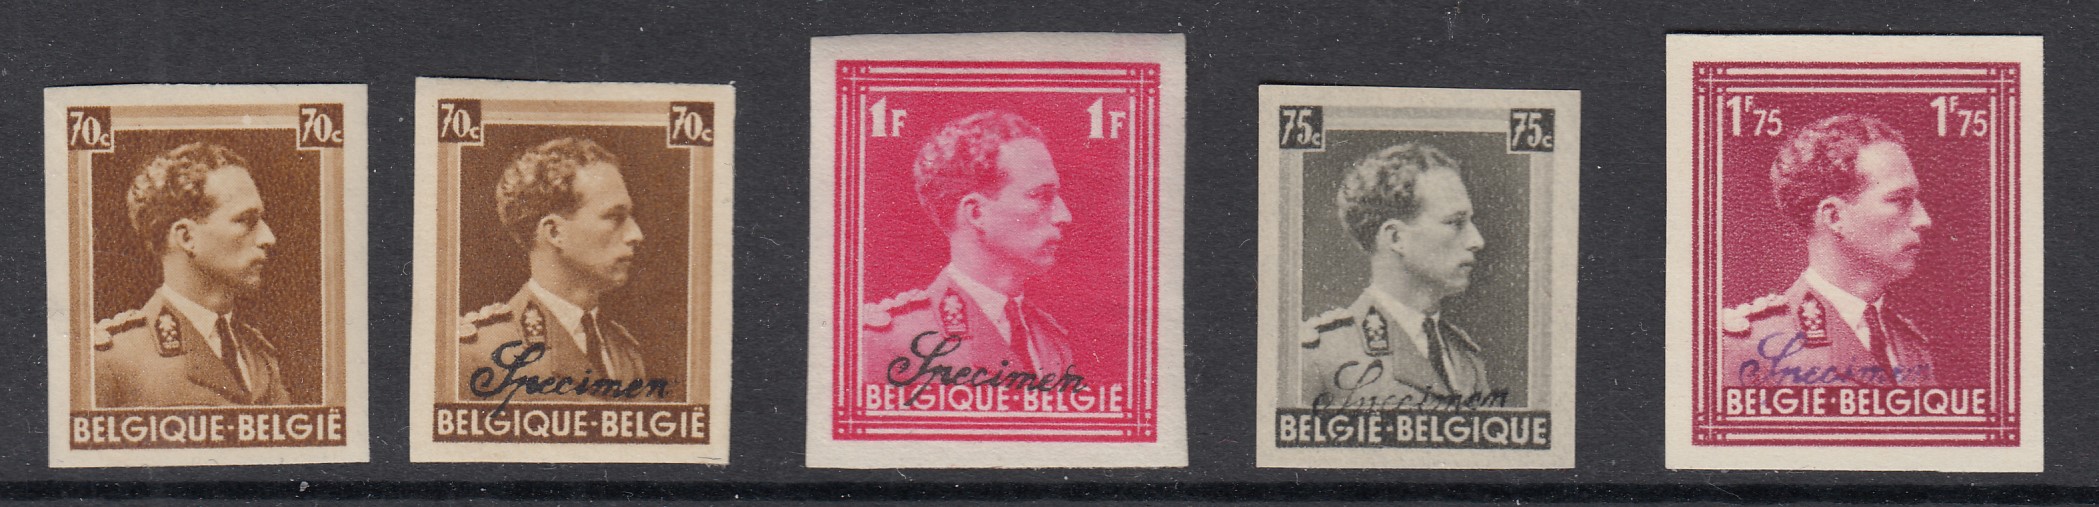 70c 70c
BELGIQUE·BELGIË
70c 70c
Specimen
BELGIQUE·BELGIË
1F 1F
Specimen
BELGIQUE·BELGIË
75c 75c
Specimen
BELGIË·BELGIQUE
1F75 1F75
Specimen
BELGIË·BELGIQUE